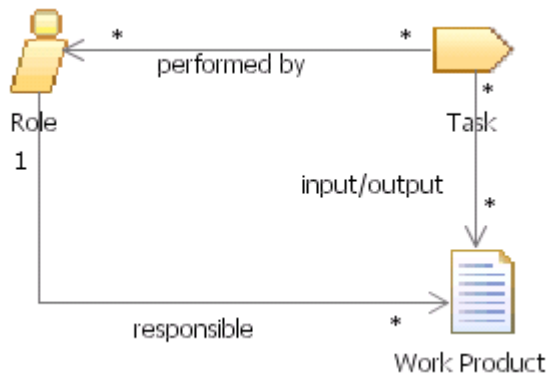 * *
performed by
*
Role
Task
1
input/output
*
responsible
*
Work Product